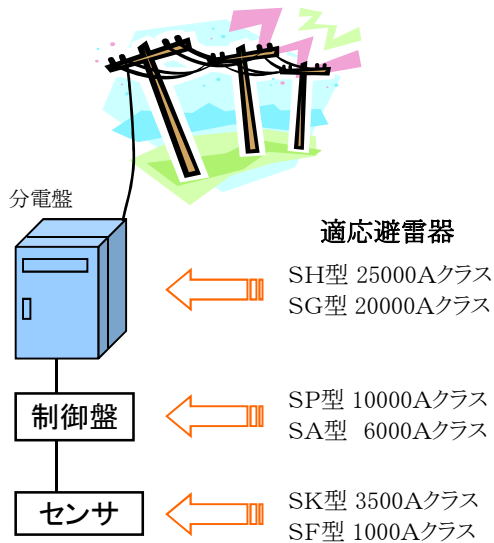 分電盤
適応避雷器
SH型 25000Aクラス
SG型 20000Aクラス
制御盤
SP型 10000Aクラス
SA型 6000Aクラス
センサ
SK型 3500Aクラス
SF型 1000Aクラス